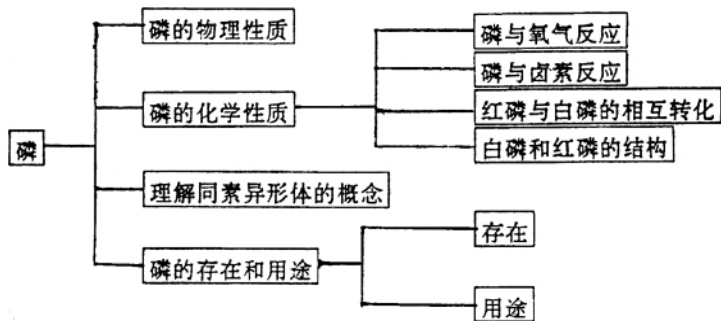 磷
磷的物理性质
磷的化学性质
磷与氧气反应
磷与卤素反应
红磷与白磷的相互转化
白磷和红磷的结构
理解同素异形体的概念
磷的存在和用途
存在
用途